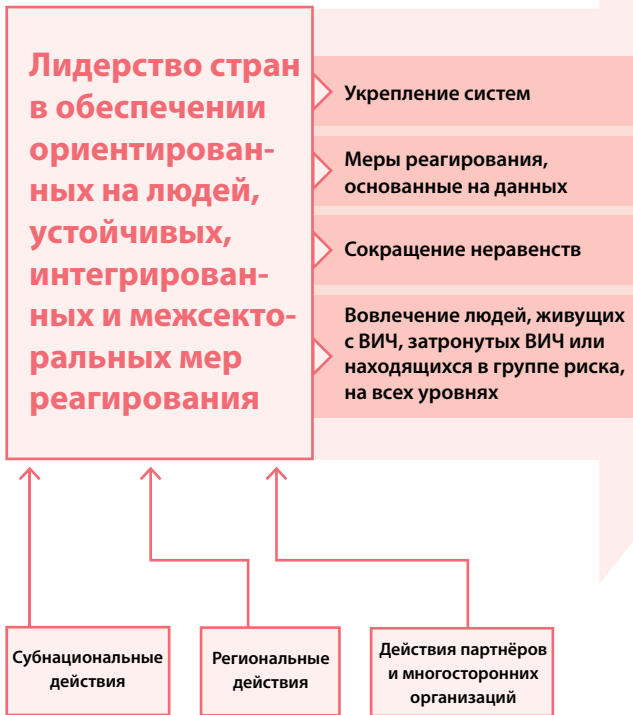 Лидерство стран
в обеспечении
ориентирован-
ных на людей,
устойчивых,
интегрирован-
ных и межсекто-
ральных мер
реагирования
Укрепление систем
Меры реагирования,
основанные на данных
Сокращение неравенств
Вовлечение людей, живущих
с ВИЧ, затронутых ВИЧ или
находящихся в группе риска,
на всех уровнях
Субнациональные
действия
Региональные
действия
Действия партнёров
и многосторонних
организаций